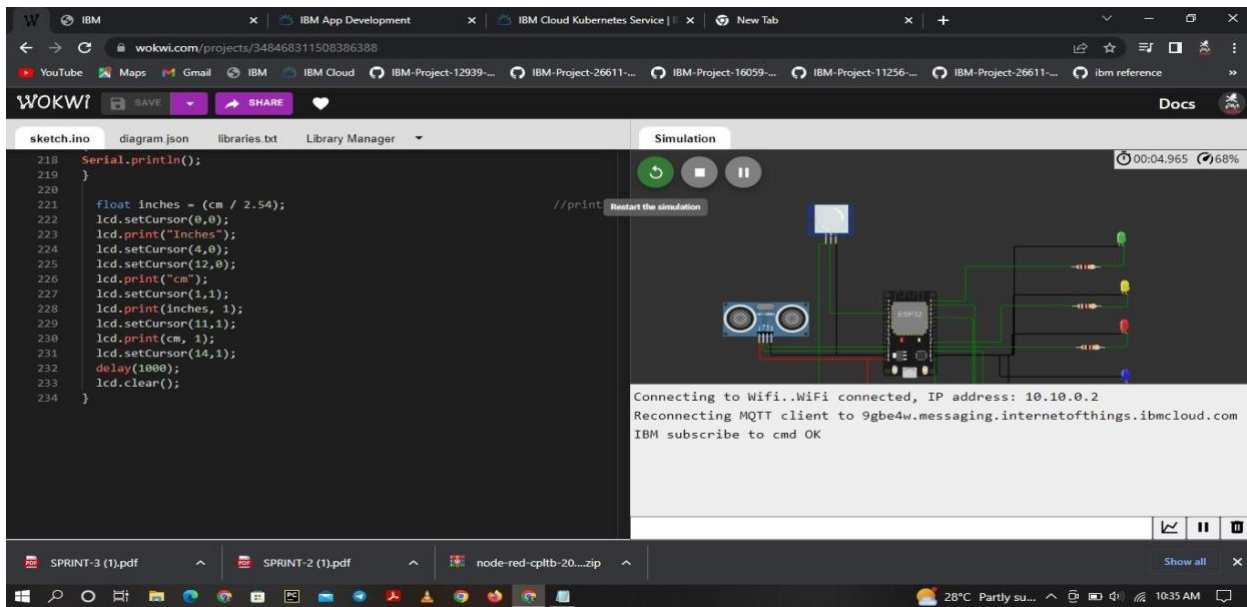 IBM
IBM App Development
IBM Cloud Kubernetes Service |
New Tab
wokwi.com/projects/348468311508386388
YouTube Maps Gmail IBM IBM Cloud IBM-Project-12939-... IBM-Project-26611-... IBM-Project-16059-... IBM-Project-11256-... IBM-Project-26611-... ibm reference »
WOKWI SAVE SHARE Docs
sketch.ino diagram.json libraries.txt Library Manager Simulation
218 Serial.println();
219 }
220
221 float inches = (cm / 2.54); //print
222 lcd.setCursor(0,0);
223 lcd.print("Inches");
224 lcd.setCursor(4,0);
225 lcd.setCursor(12,0);
226 lcd.print("cm");
227 lcd.setCursor(1,1);
228 lcd.print(inches, 1);
229 lcd.setCursor(11,1);
230 lcd.print(cm, 1);
231 lcd.setCursor(14,1);
232 delay(1000);
233 lcd.clear();
234 }
00:04.965 68%
Restart the simulation
ESP32
Connecting to Wifi..WiFi connected, IP address: 10.10.0.2
Reconnecting MQTT client to 9gbe4w.messaging.internetofthings.ibmcloud.com
IBM subscribe to cmd OK
SPRINT-3 (1).pdf SPRINT-2 (1).pdf node-red-cpltb-20....zip Show all
28°C Partly su... 10:35 AM